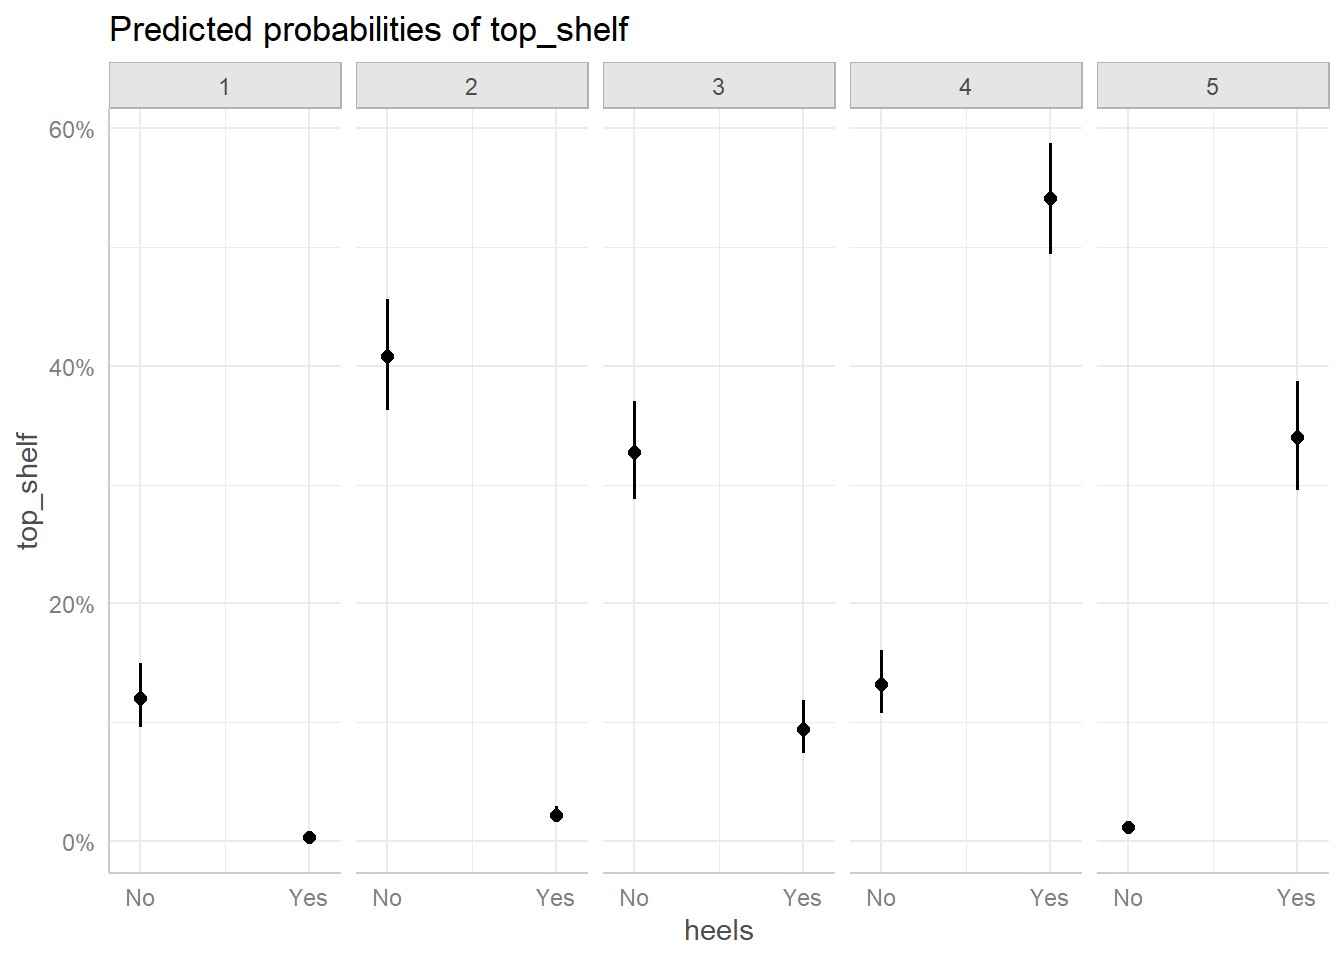 Predicted probabilities of top_shelf
1 2 3 4 5
60%
40%
20%
0%
top_shelf
No Yes No Yes No Yes No Yes No Yes
heels